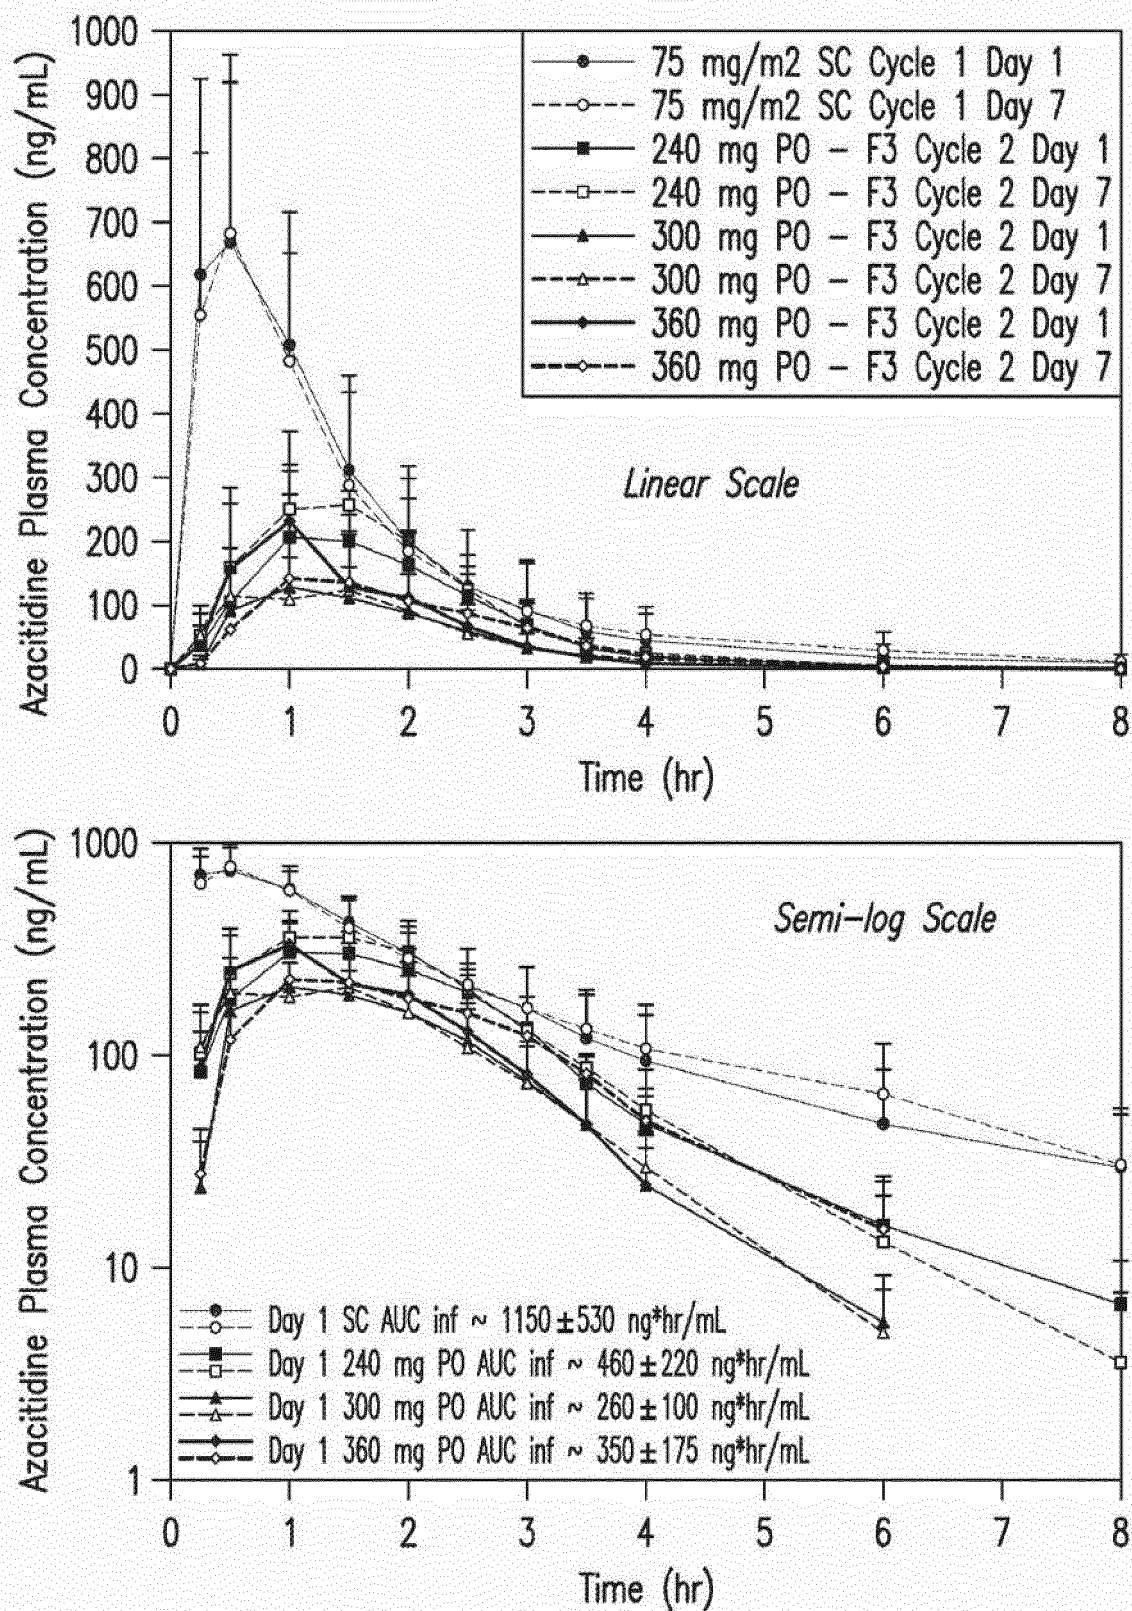 1000
900
800
700
600
500
400
300
200
100
0
Azacitidine Plasma Concentration (ng/mL)
75 mg/m2 SC Cycle 1 Day 1
75 mg/m2 SC Cycle 1 Day 7
240 mg PO – F3 Cycle 2 Day 1
240 mg PO – F3 Cycle 2 Day 7
300 mg PO – F3 Cycle 2 Day 1
300 mg PO – F3 Cycle 2 Day 7
360 mg PO – F3 Cycle 2 Day 1
360 mg PO – F3 Cycle 2 Day 7
Linear Scale
0 1 2 3 4 5 6 7 8
Time (hr)
1000
100
10
1
Azacitidine Plasma Concentration (ng/mL)
Semi-log Scale
Day 1 SC AUC inf ~ 1150±530 ng*hr/mL
Day 1 240 mg PO AUC inf ~ 460±220 ng*hr/mL
Day 1 300 mg PO AUC inf ~ 260±100 ng*hr/mL
Day 1 360 mg PO AUC inf ~ 350±175 ng*hr/mL
0 1 2 3 4 5 6 7 8
Time (hr)